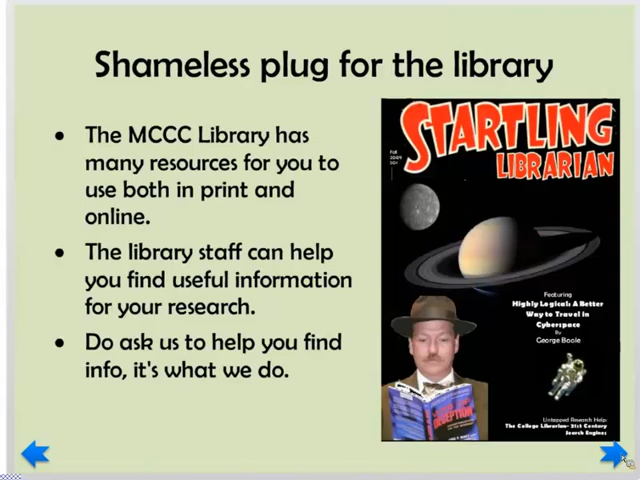 Shameless plug for the library
• The MCCC Library has
many resources for you to
use both in print and
online.
• The library staff can help
you find useful information
for your research.
• Do ask us to help you find
info, it's what we do.
STARTLING
LIBRARIAN
Fall
2009
Featuring
Highly Logical: A Better
Way to Travel in
Cyberspace
By
George Boole
DECEPTION
Untapped Research Help:
The College Librarian- 21st Century
Search Engines